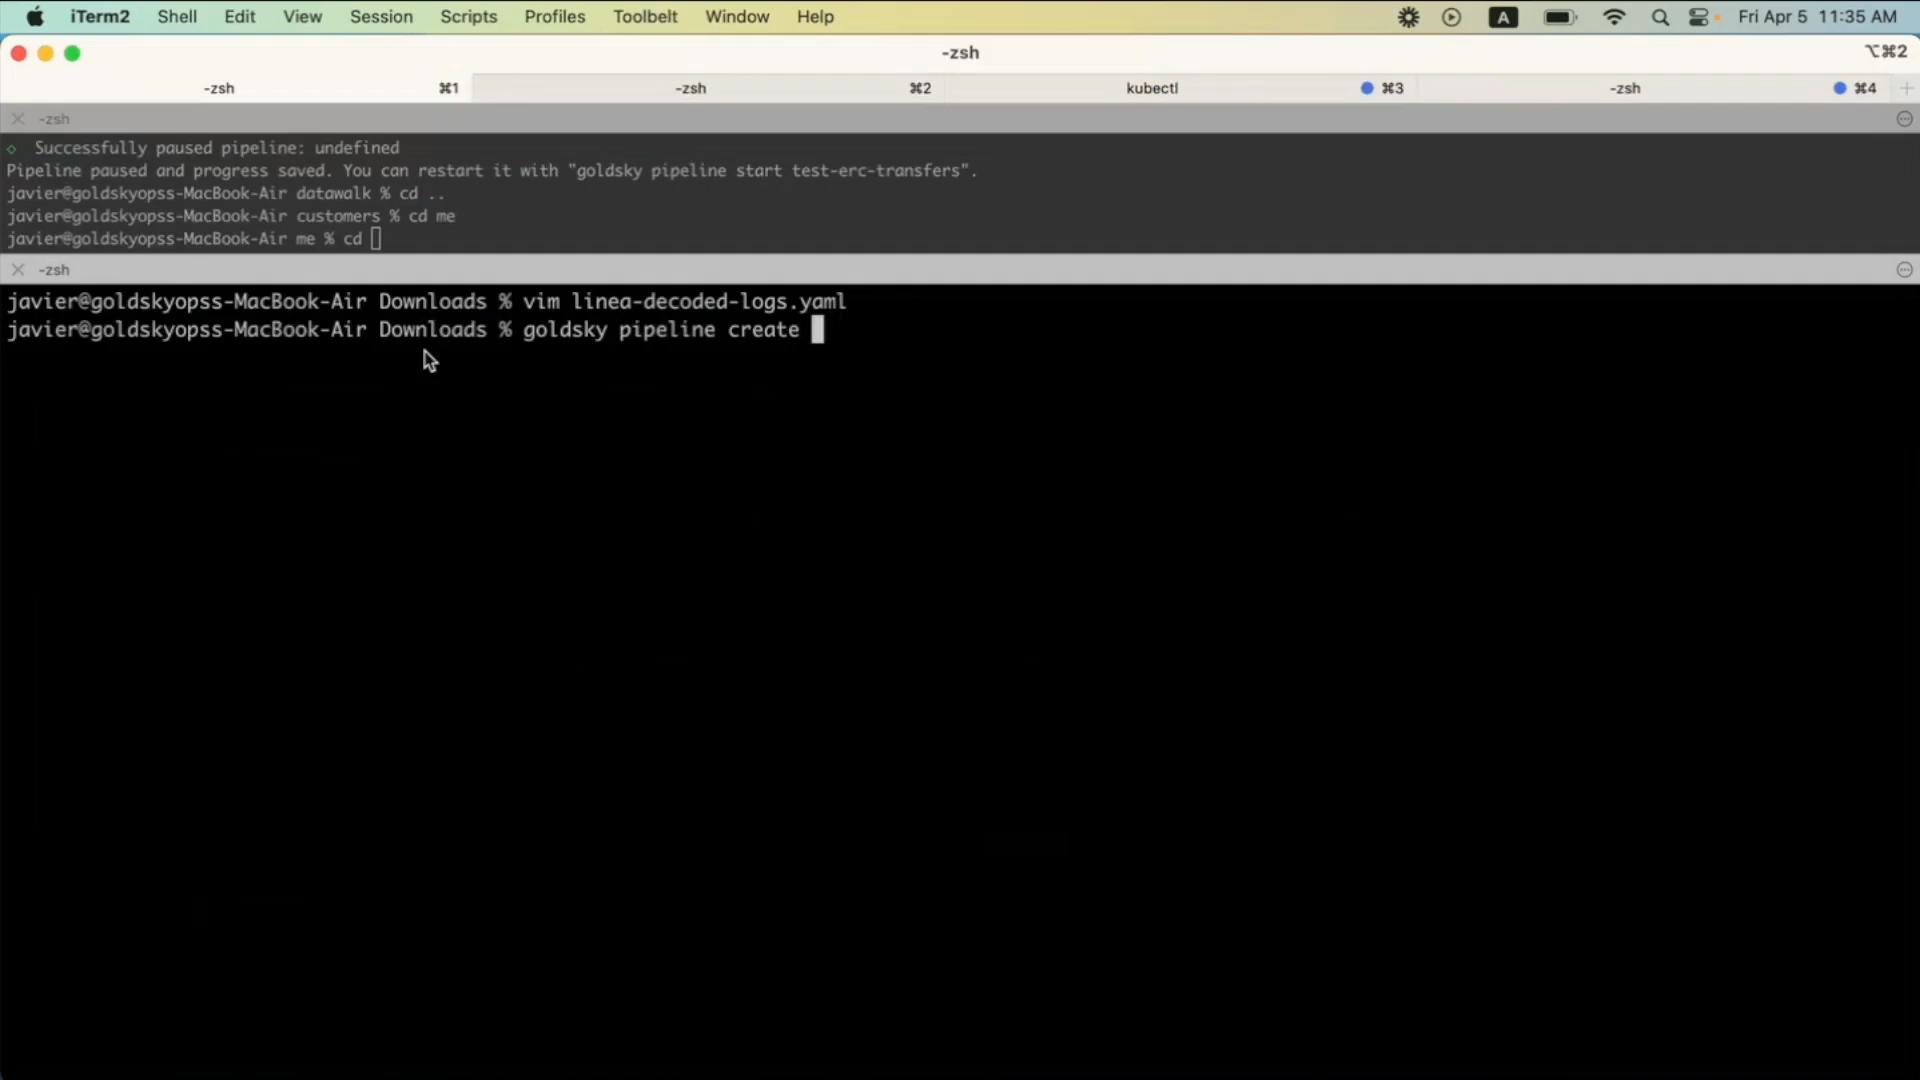 iTerm2 Shell Edit View Session Scripts Profiles Toolbelt Window Help A Fri Apr 5 11:35 AM
-zsh ⌥⌘2
-zsh ⌘1 -zsh ⌘2 kubectl ⌘3 -zsh ⌘4
-zsh
◇ Successfully paused pipeline: undefined
Pipeline paused and progress saved. You can restart it with "goldsky pipeline start test-erc-transfers".
javier@goldskyopss-MacBook-Air datawalk % cd ..
javier@goldskyopss-MacBook-Air customers % cd me
javier@goldskyopss-MacBook-Air me % cd
-zsh
javier@goldskyopss-MacBook-Air Downloads % vim linea-decoded-logs.yaml
javier@goldskyopss-MacBook-Air Downloads % goldsky pipeline create